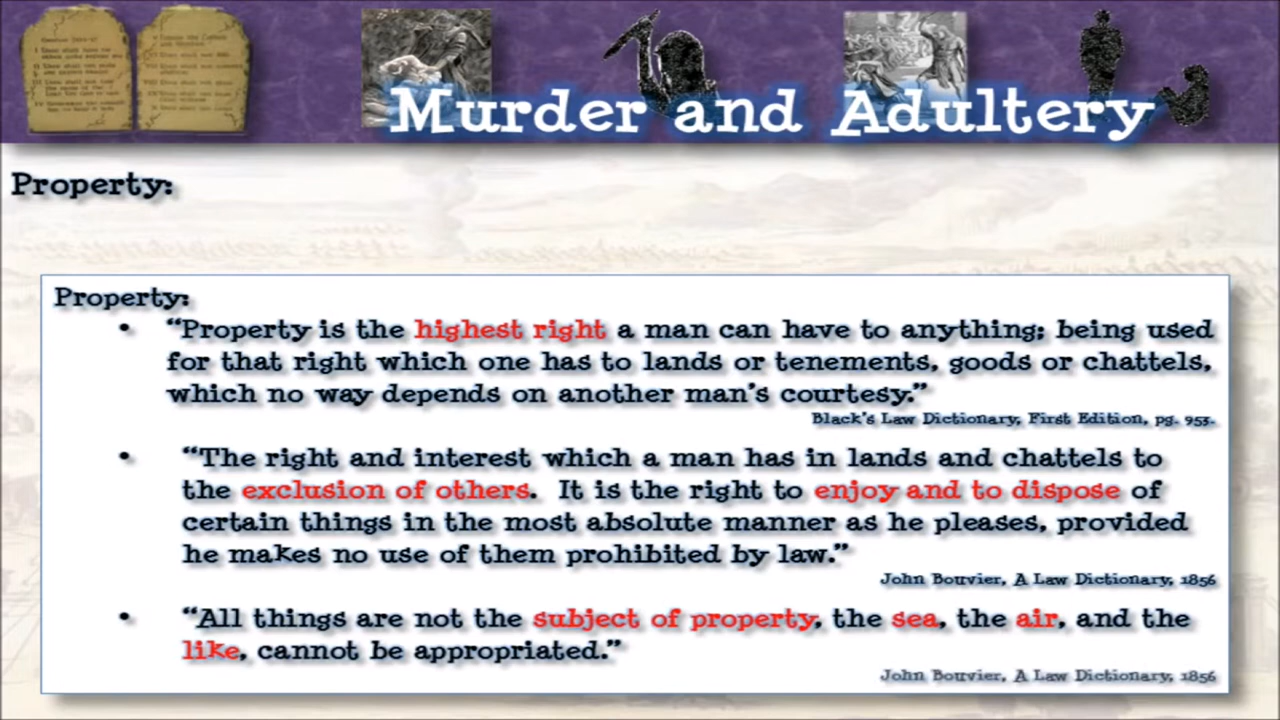 Murder and Adultery
Property:
Property:
• “Property is the highest right a man can have to anything; being used
for that right which one has to lands or tenements, goods or chattels,
which no way depends on another man’s courtesy.”
Black’s Law Dictionary, First Edition, pg. 953.
• “The right and interest which a man has in lands and chattels to
the exclusion of others. It is the right to enjoy and to dispose of
certain things in the most absolute manner as he pleases, provided
he makes no use of them prohibited by law.”
John Bouvier, A Law Dictionary, 1856
• “All things are not the subject of property, the sea, the air, and the
like, cannot be appropriated.”
John Bouvier, A Law Dictionary, 1856